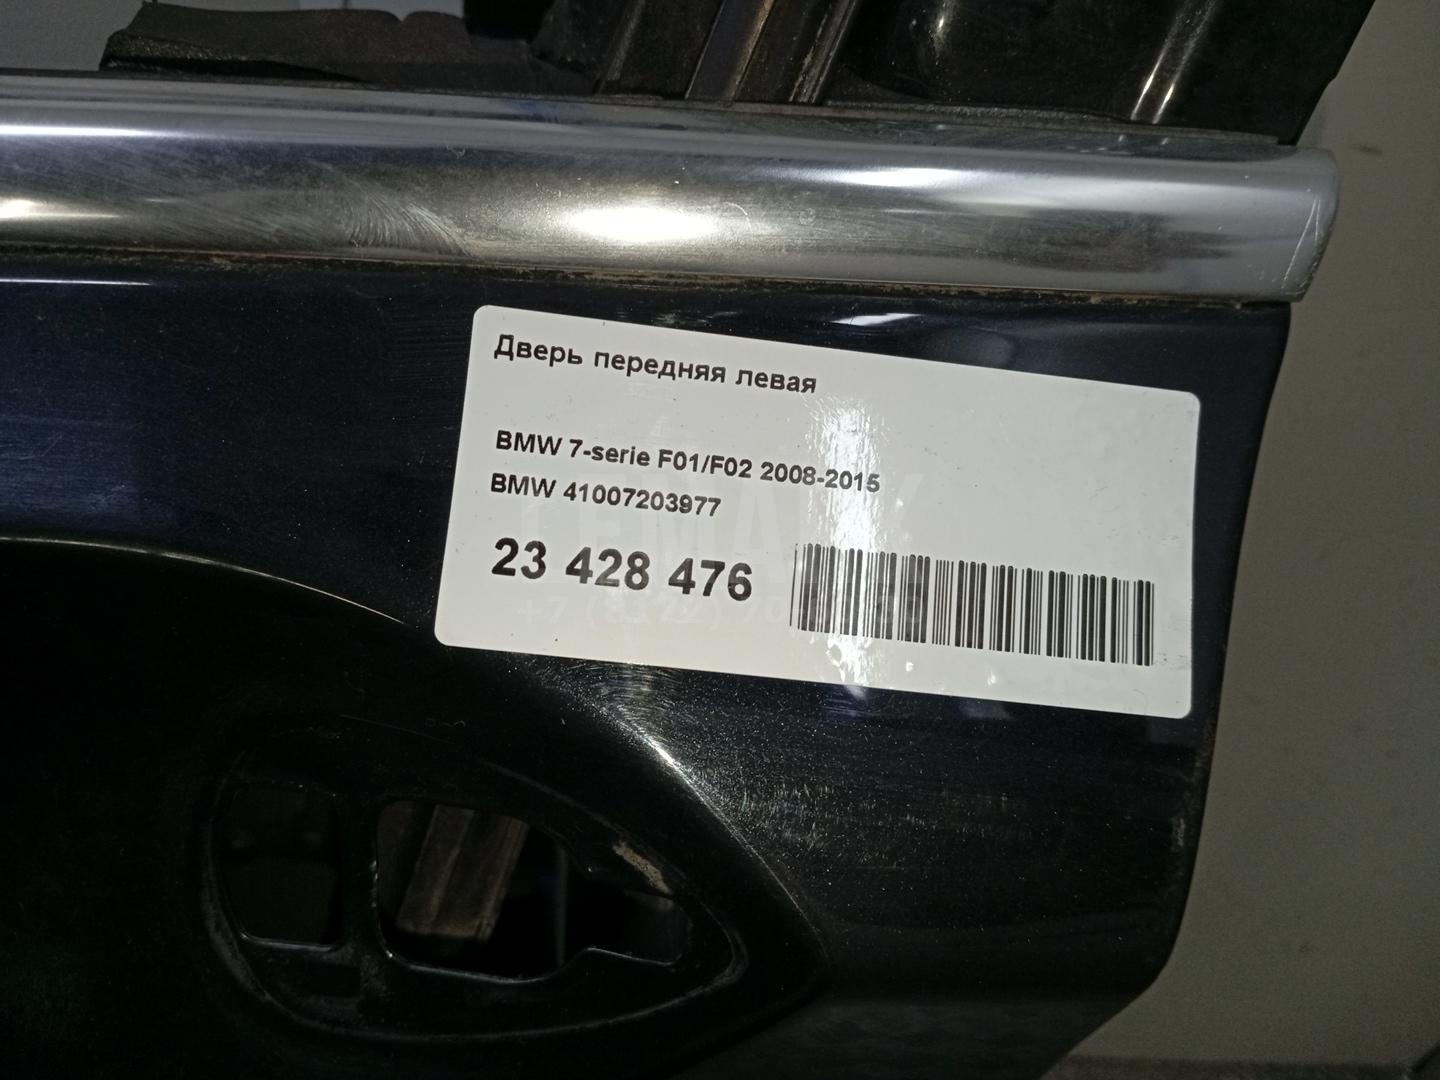 Дверь передняя левая
BMW 7-serie F01/F02 2008-2015
BMW 41007203977
23 428 476